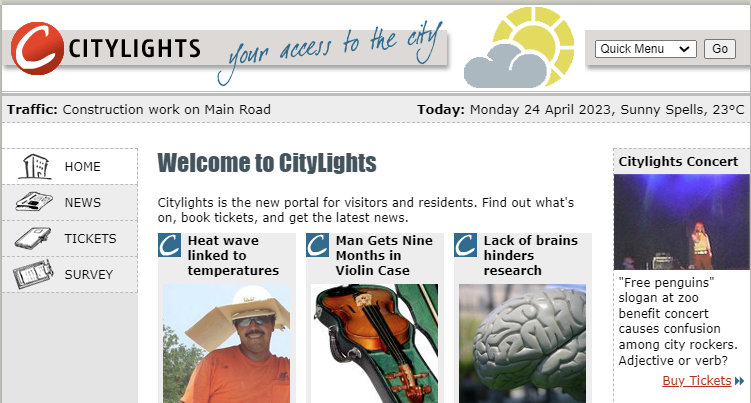 CITYLIGHTS
your access to the city
Quick Menu
Go
Traffic: Construction work on Main Road
Today: Monday 24 April 2023, Sunny Spells, 23°C
HOME
NEWS
TICKETS
SURVEY
Welcome to CityLights
Citylights is the new portal for visitors and residents. Find out what's
on, book tickets, and get the latest news.
Heat wave
linked to
temperatures
Man Gets Nine
Months in
Violin Case
Lack of brains
hinders
research
Citylights Concert
"Free penguins"
slogan at zoo
benefit concert
causes confusion
among city rockers.
Adjective or verb?
Buy Tickets